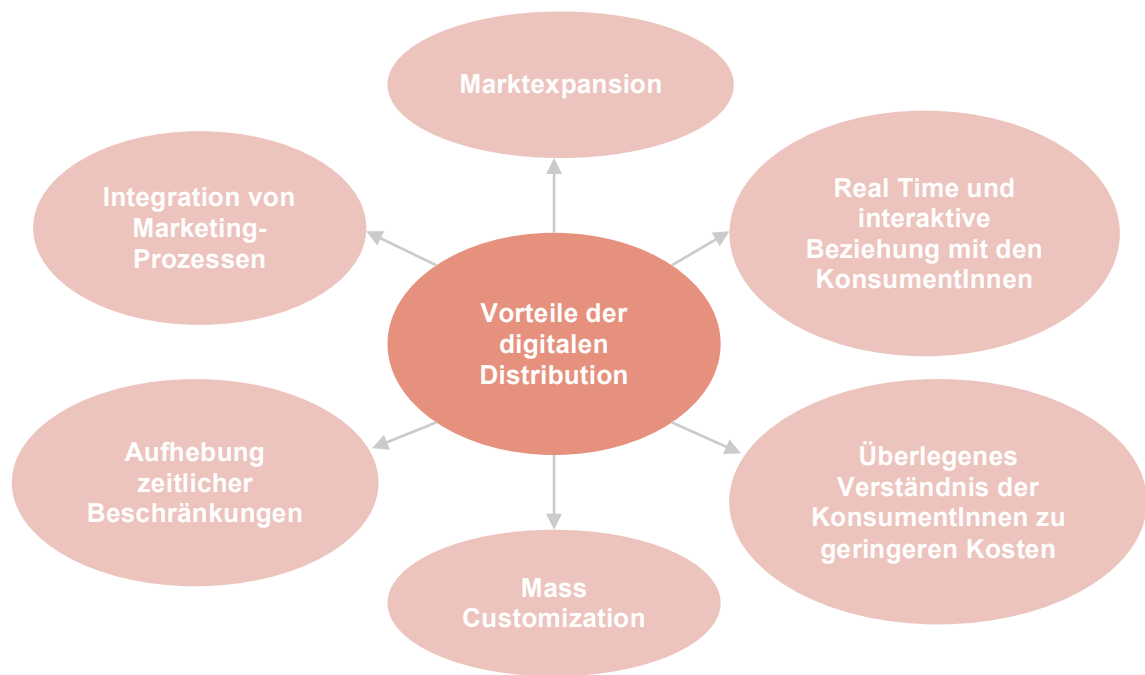 Marktexpansion
Integration von
Marketing-
Prozessen
Real Time und
interaktive
Beziehung mit den
KonsumentInnen
Vorteile der
digitalen
Distribution
Aufhebung
zeitlicher
Beschränkungen
Überlegenes
Verständnis der
KonsumentInnen zu
geringeren Kosten
Mass
Customization